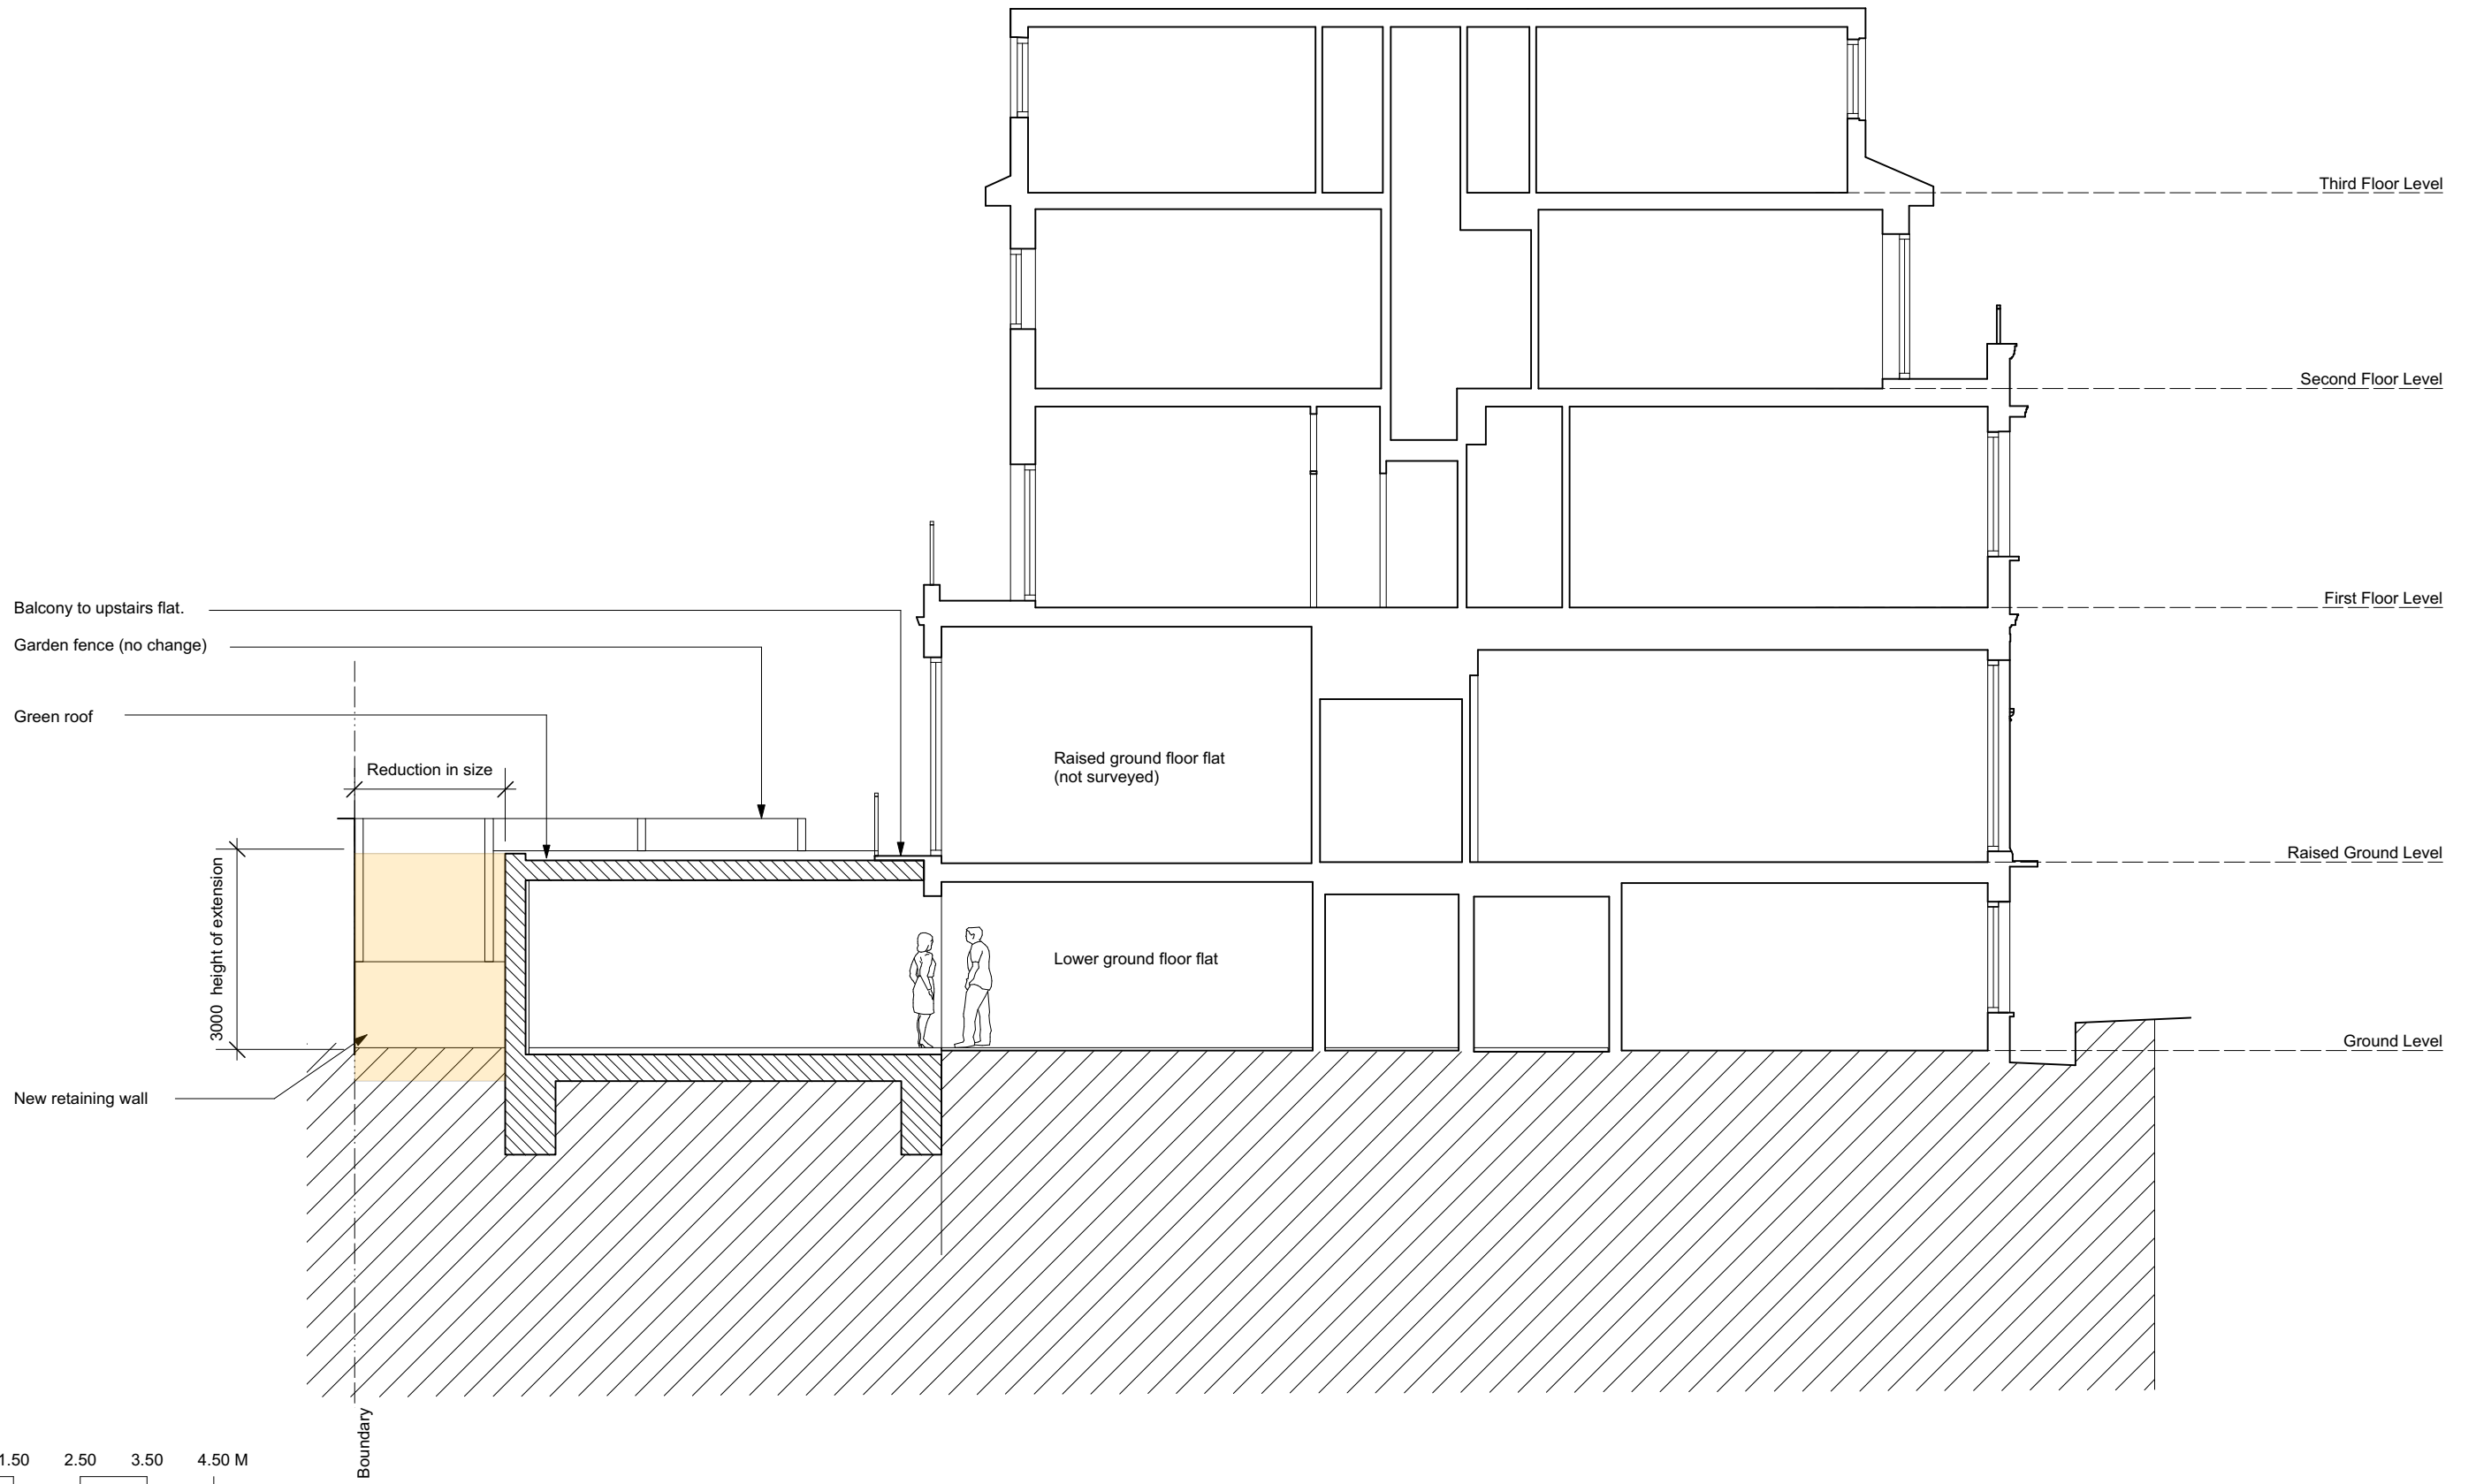 Third Floor Level
Second Floor Level
Balcony to upstairs flat.
First Floor Level
Garden fence (no change)
Green roof
Reduction in size
Raised ground floor flat
(not surveyed)
Raised Ground Level
3000 height of extension
Lower ground floor flat
Ground Level
New retaining wall
Boundary
1.50 2.50 3.50 4.50 M